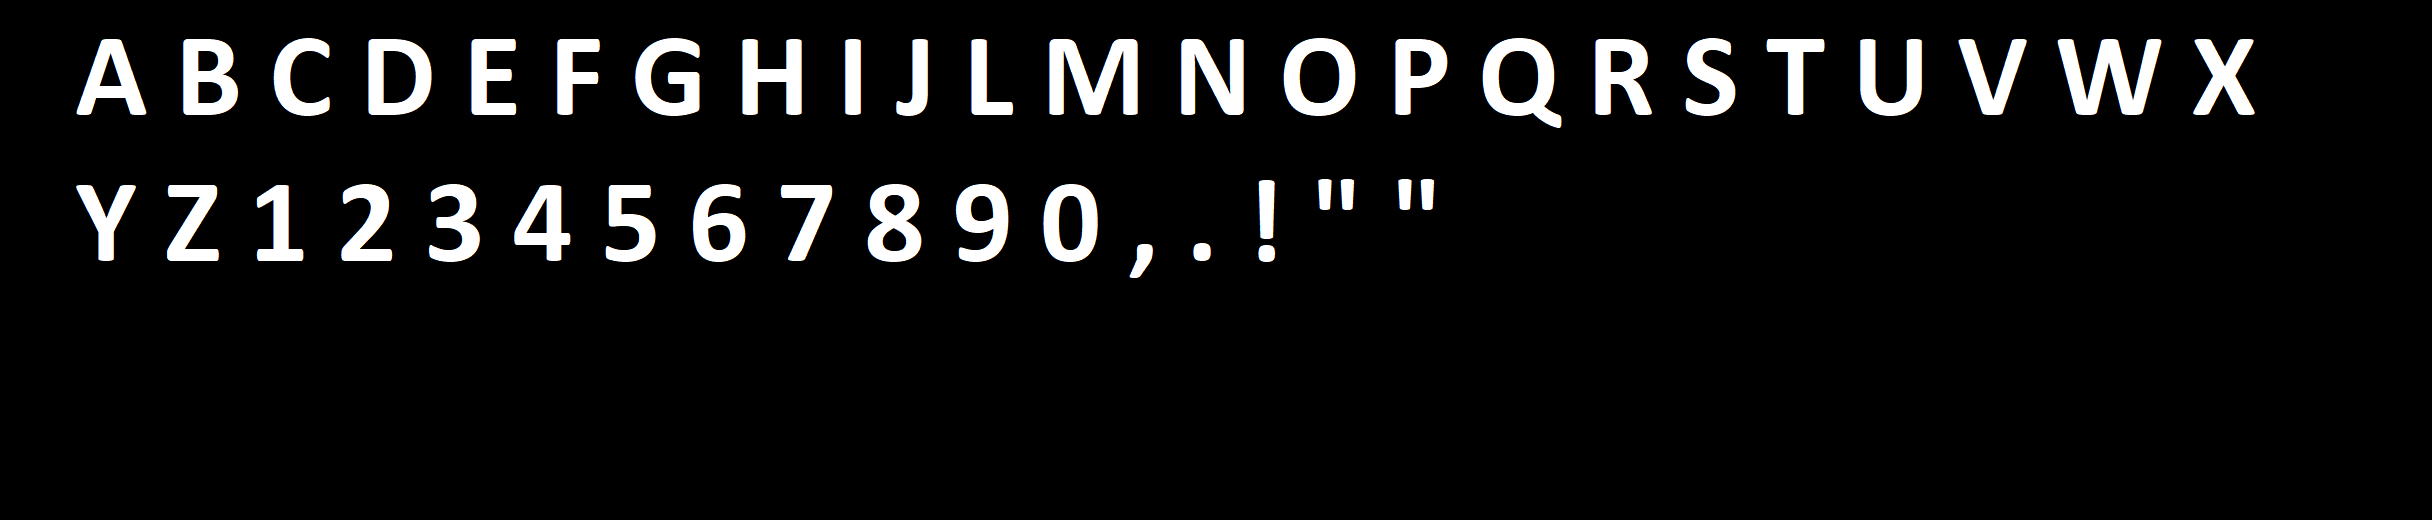 A B C D E F G H I J L M N O P Q R S T U V W X
Y Z 1 2 3 4 5 6 7 8 9 0 , . ! " "